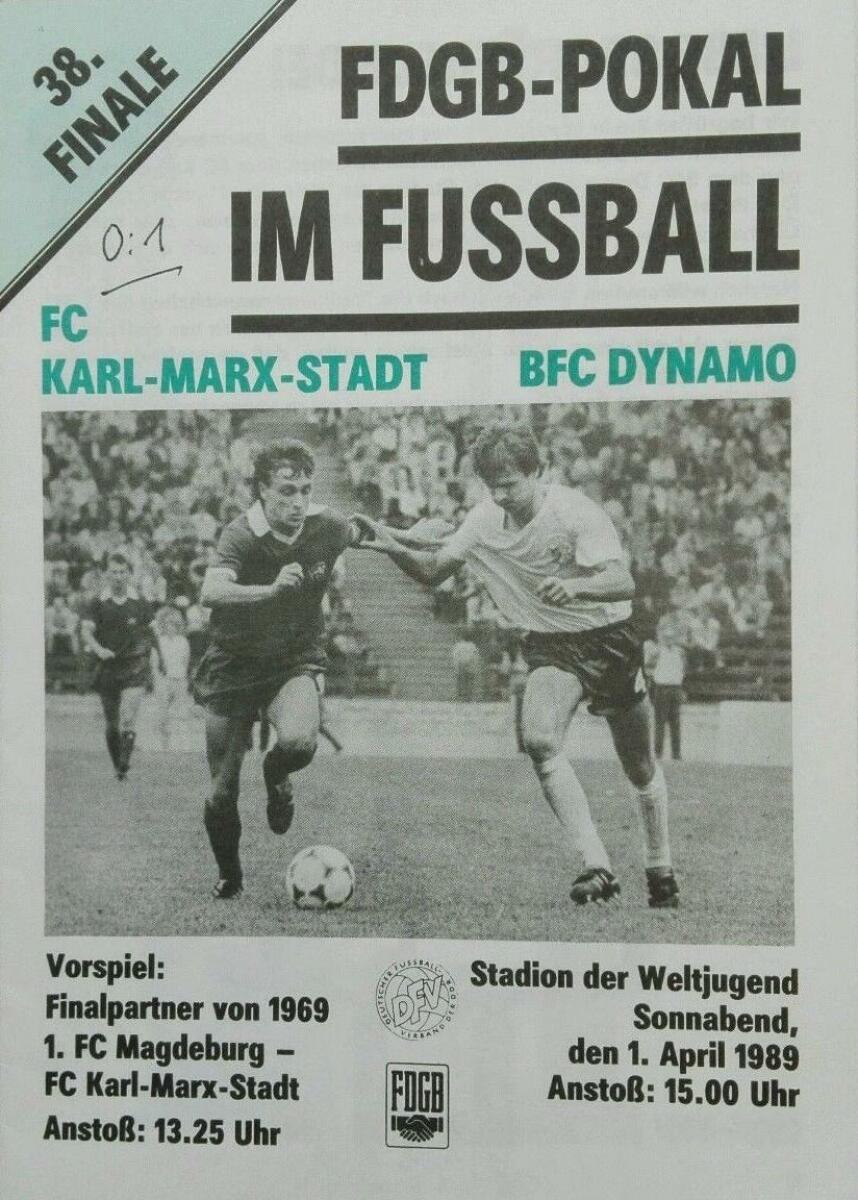 38.
FINALE
FDGB-POKAL
IM FUSSBALL
0:1
FC
KARL-MARX-STADT
BFC DYNAMO
Vorspiel:
Finalpartner von 1969
1. FC Magdeburg –
FC Karl-Marx-Stadt
Anstoß: 13.25 Uhr
DEUTSCHER FUSSBALL-
VERBAND DER DDR
DFV
FDGB
Stadion der Weltjugend
Sonnabend,
den 1. April 1989
Anstoß: 15.00 Uhr